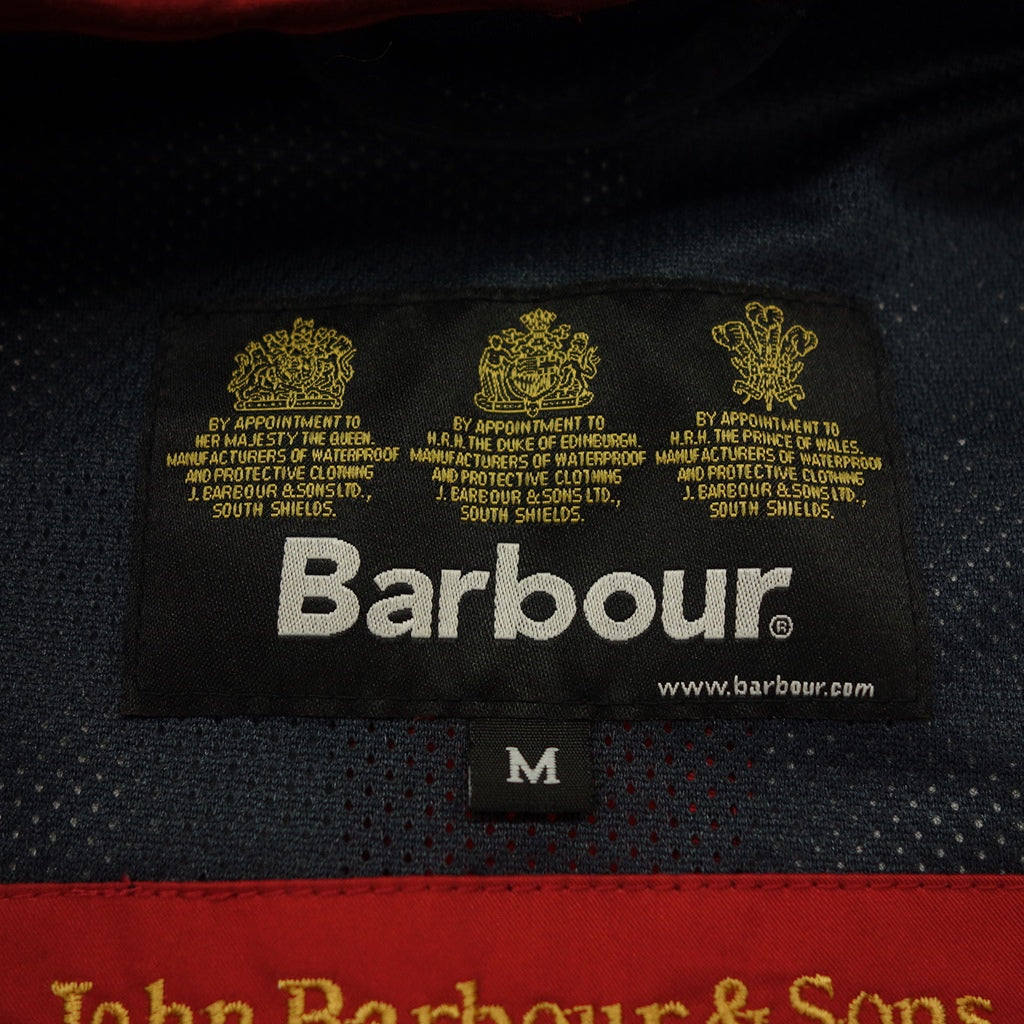 BY APPOINTMENT TO
HER MAJESTY THE QUEEN.
MANUFACTURERS OF WATERPROOF
AND PROTECTIVE CLOTHING
J. BARBOUR & SONS LTD.,
SOUTH SHIELDS.
BY APPOINTMENT TO
H.R.H. THE DUKE OF EDINBURGH.
MANUFACTURERS OF WATERPROOF
AND PROTECTIVE CLOTHING
J. BARBOUR & SONS LTD.,
SOUTH SHIELDS.
BY APPOINTMENT TO
H.R.H. THE PRINCE OF WALES.
MANUFACTURERS OF WATERPROOF
AND PROTECTIVE CLOTHING
J. BARBOUR & SONS LTD.,
SOUTH SHIELDS.
Barbour®
www.barbour.com
M
John Barbour & Sons